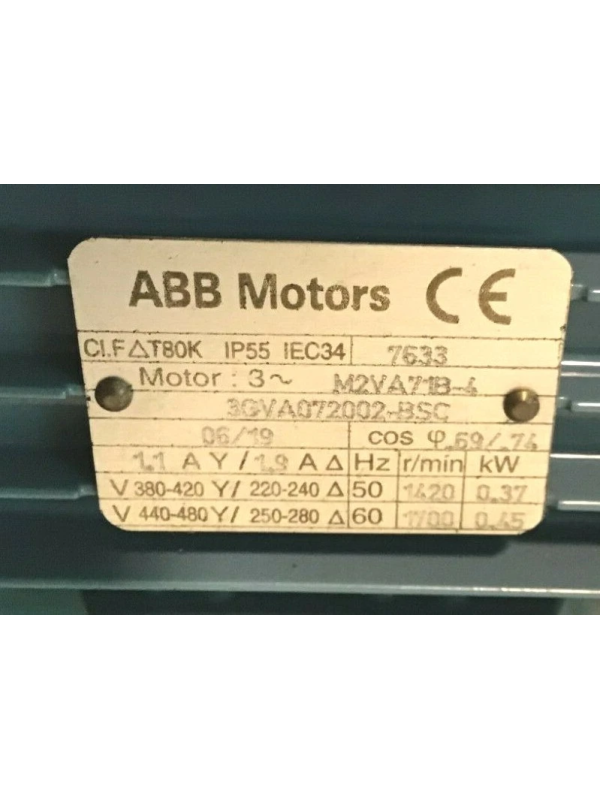 ABB Motors CE
Cl.F △T80K IP55 IEC34 7633
Motor : 3~ M2VA71B-4
3GVA072002-BSC
06/19 cos φ.69/.74
1.1 A Y / 1.9 A Δ Hz r/min kW
V 380-420 Y/ 220-240 Δ 50 1420 0.37
V 440-480 Y/ 250-280 Δ 60 1700 0.45